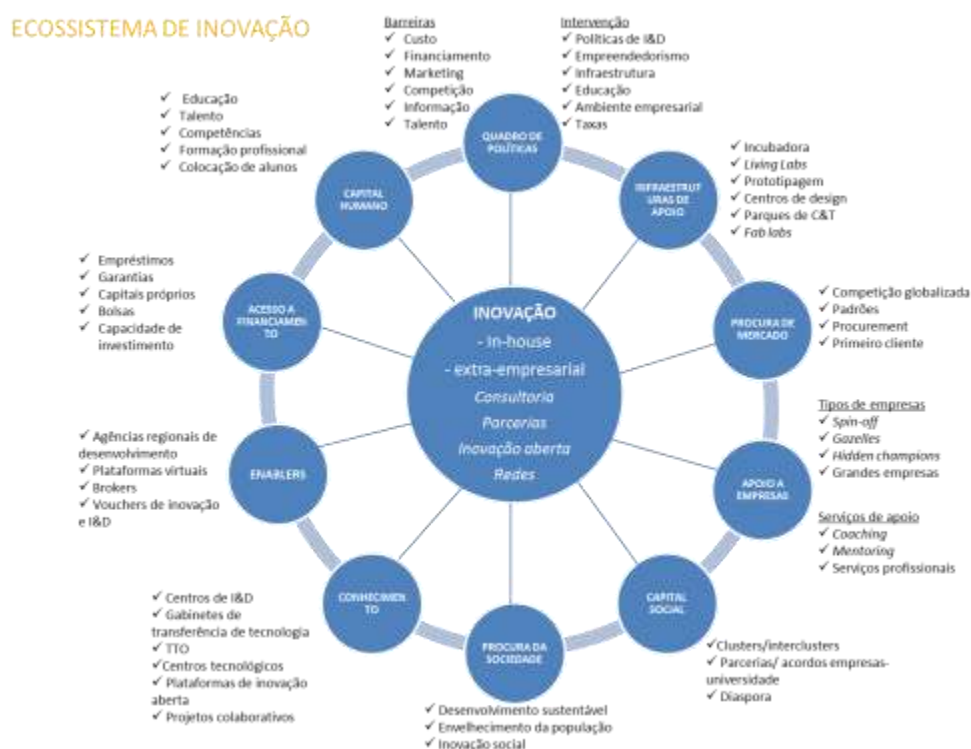 ECOSSISTEMA DE INOVAÇÃO
Barreiras
✓ Custo
✓ Financiamento
✓ Marketing
✓ Competição
✓ Informação
✓ Talento
Intervenção
✓ Políticas de I&D
✓ Empreendedorismo
✓ Infraestrutura
✓ Educação
✓ Ambiente empresarial
✓ Taxas
✓ Educação
✓ Talento
✓ Competências
✓ Formação profissional
✓ Colocação de alunos
QUADRO DE
POLÍTICAS
CAPITAL
HUMANO
INFRAESTRUT
URAS DE
APOIO
✓ Incubadora
✓ Living Labs
✓ Prototipagem
✓ Centros de design
✓ Parques de C&T
✓ Fab labs
✓ Empréstimos
✓ Garantias
✓ Capitais próprios
✓ Bolsas
✓ Capacidade de
investimento
ACESSO A
FINANCIAMEN
TO
INOVAÇÃO
- in-house
- extra-empresarial
Consultoria
Parcerias
Inovação aberta
Redes
PROCURA DE
MERCADO
✓ Competição globalizada
✓ Padrões
✓ Procurement
✓ Primeiro cliente
✓ Agências regionais de
desenvolvimento
✓ Plataformas virtuais
✓ Brokers
✓ Vouchers de inovação
e I&D
ENABLERS
APOIO A
EMPRESAS
Tipos de empresas
✓ Spin-off
✓ Gazelles
✓ Hidden champions
✓ Grandes empresas
Serviços de apoio
✓ Coaching
✓ Mentoring
✓ Serviços profissionais
✓ Centros de I&D
✓ Gabinetes de
transferência de tecnologia
✓ TTO
✓Centros tecnológicos
✓ Plataformas de inovação
aberta
✓ Projetos colaborativos
CONHECIMEN
TO
PROCURA DA
SOCIEDADE
CAPITAL
SOCIAL
✓Clusters/interclusters
✓ Parcerias/ acordos empresas-
universidade
✓ Diaspora
✓ Desenvolvimento sustentável
✓ Envelhecimento da população
✓ Inovação social